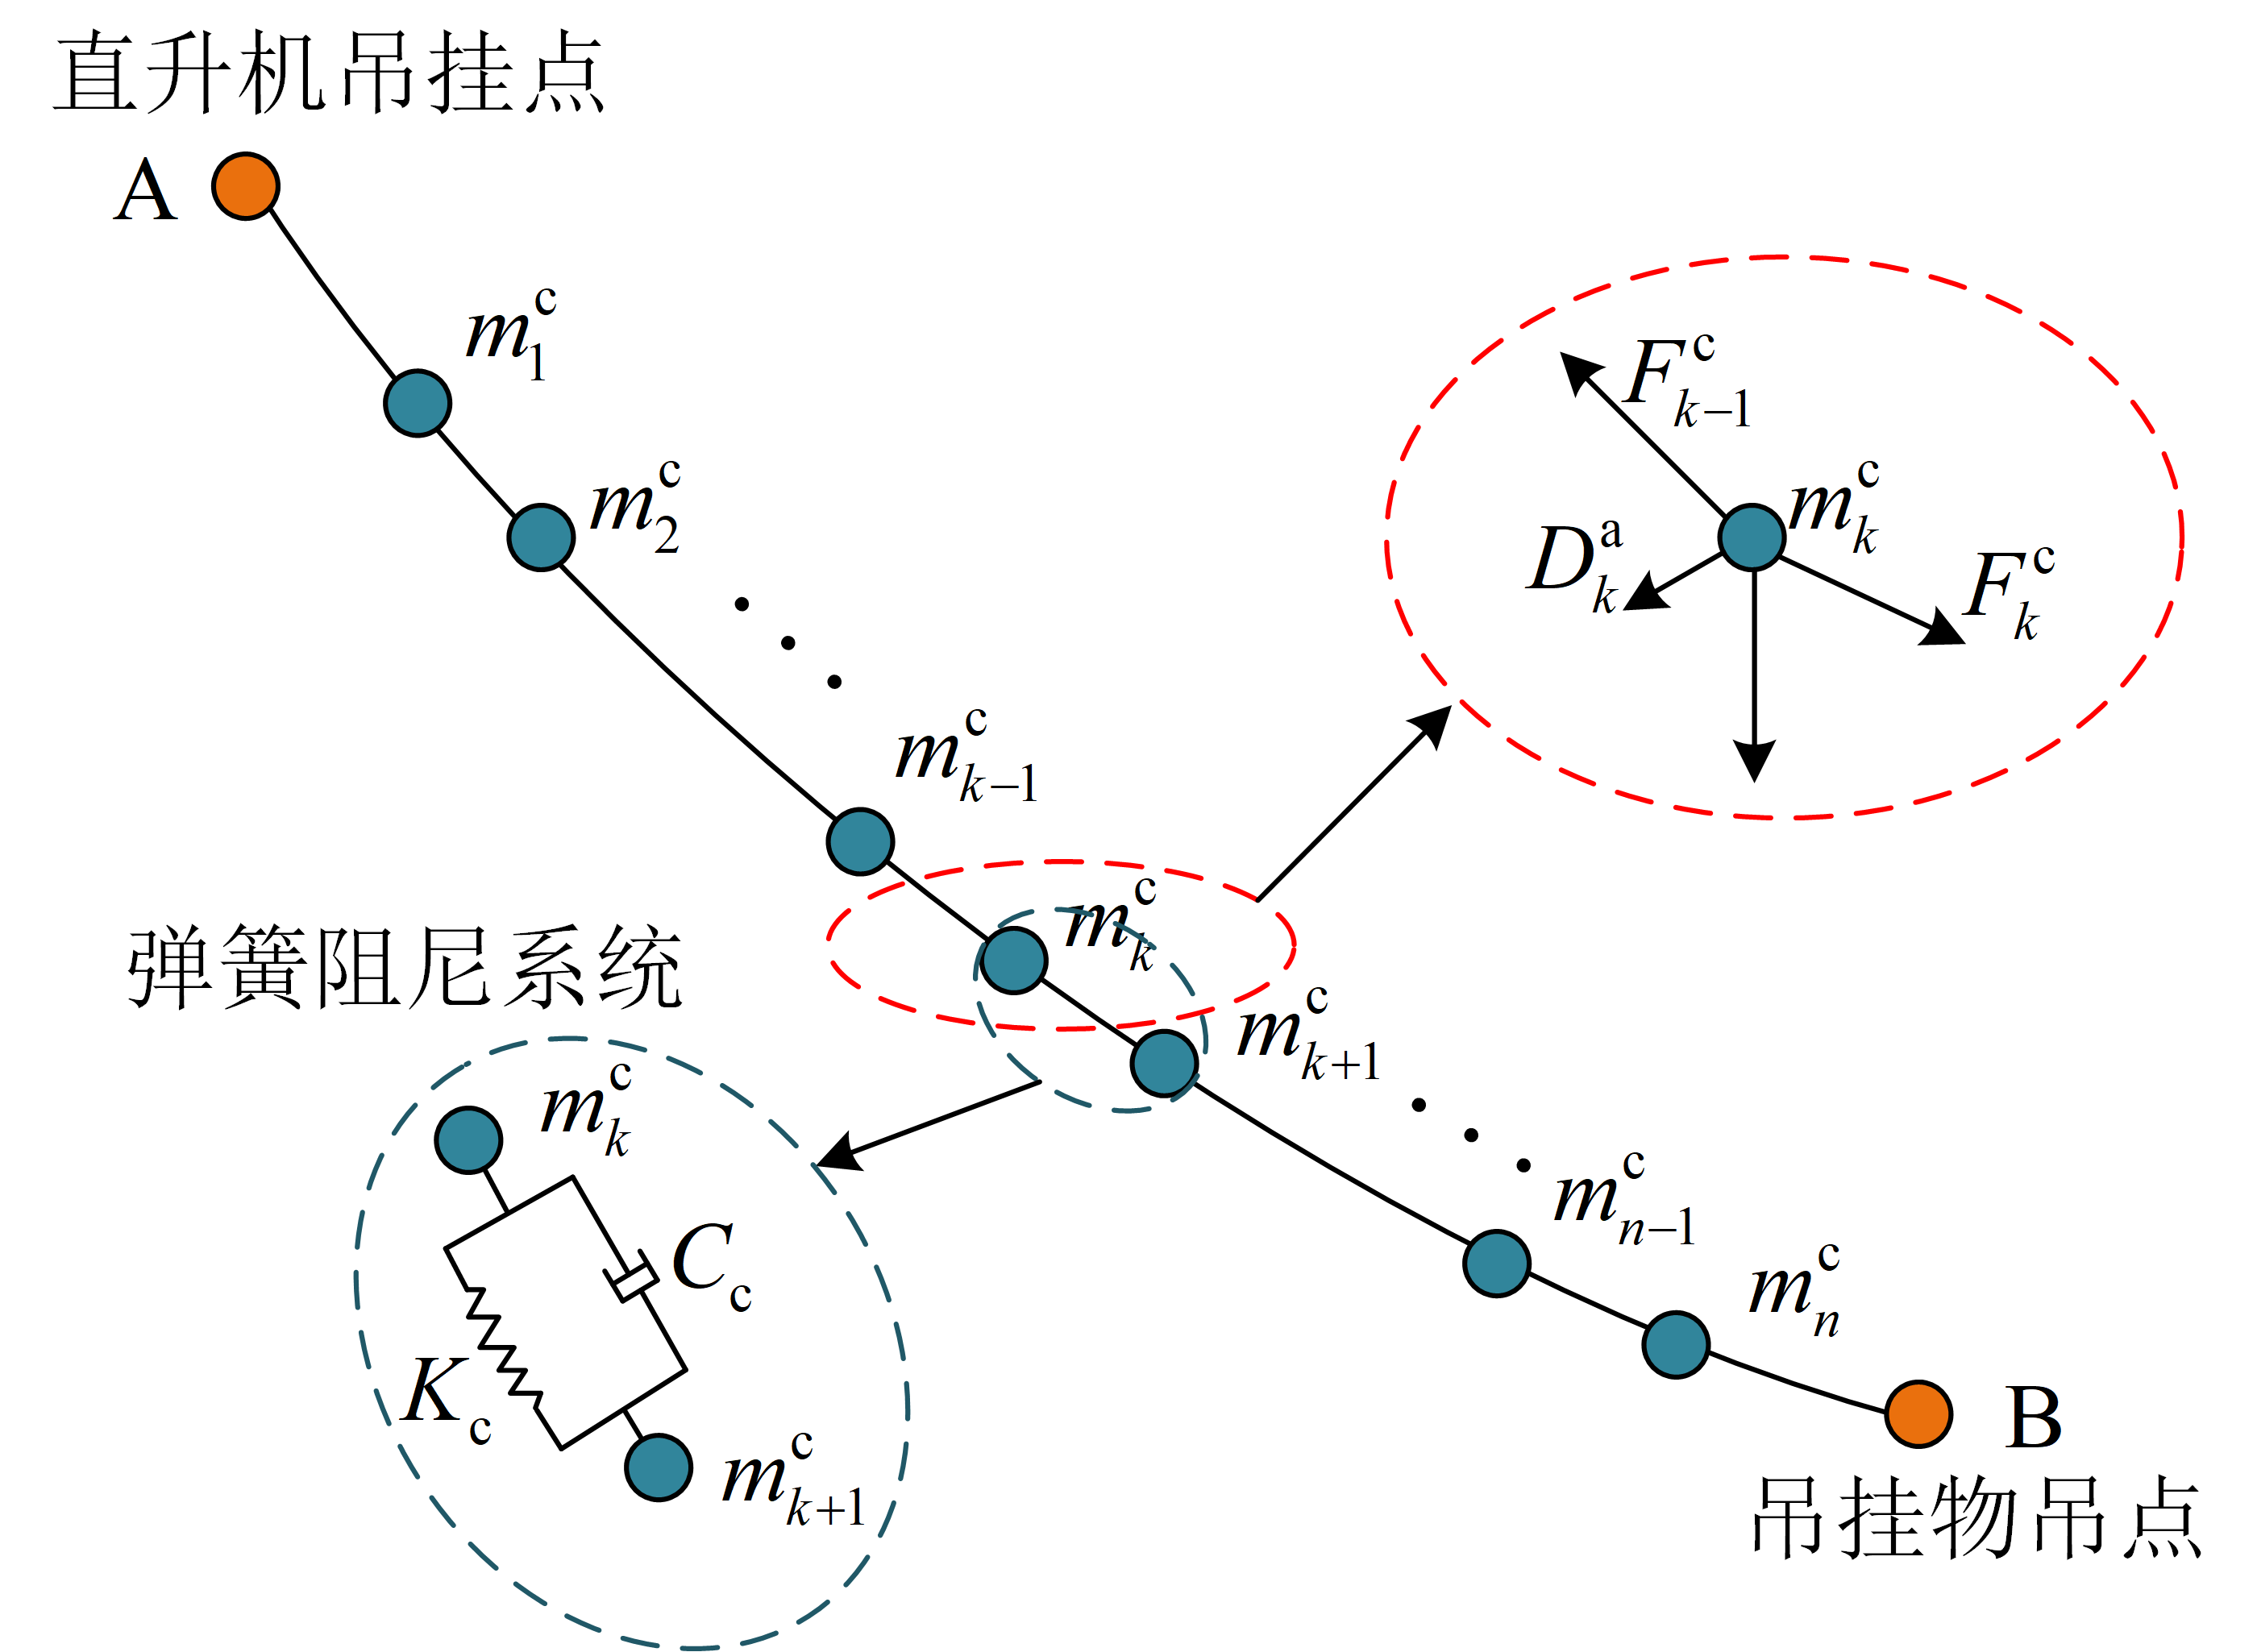 直升机吊挂点
A
m_1^c
m_2^c
m_{k-1}^c
m_k^c
m_{k+1}^c
m_{n-1}^c
m_n^c
B
吊挂物吊点
F_{k-1}^c
m_k^c
D_k^a
F_k^c
弹簧阻尼系统
m_k^c
C_c
K_c
m_{k+1}^c